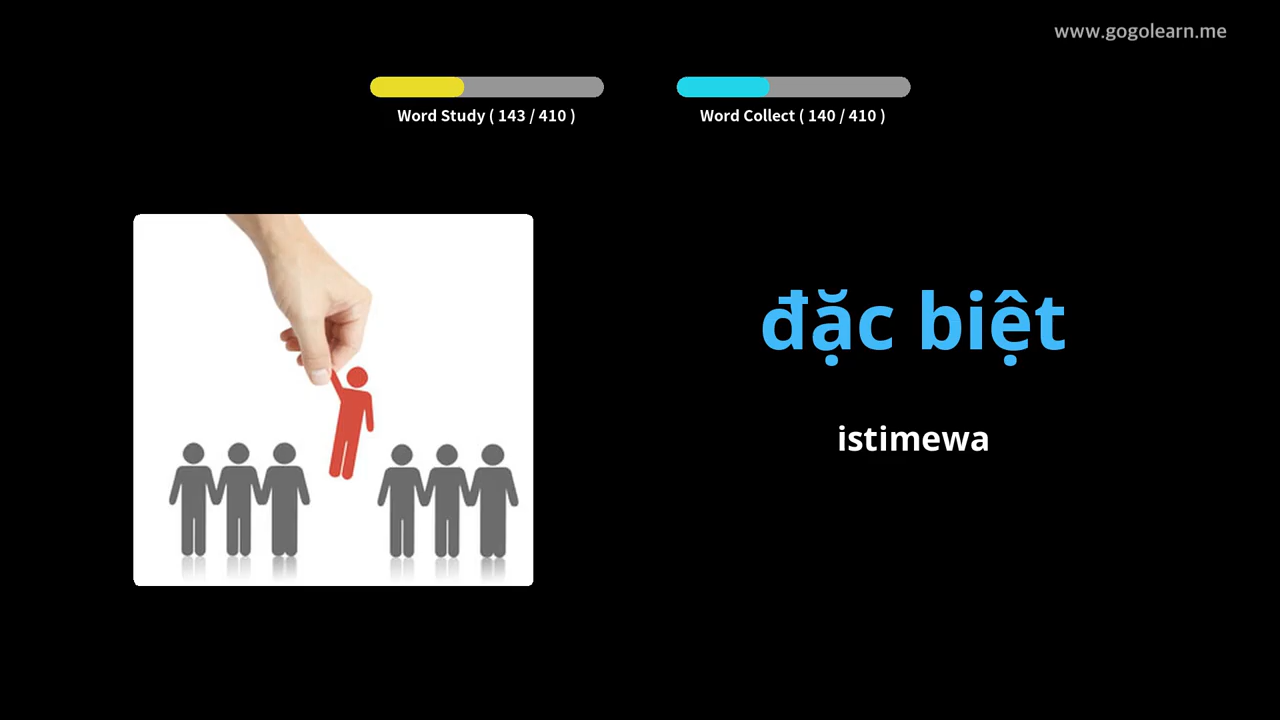 www.gogolearn.me
Word Study ( 143 / 410 )
Word Collect ( 140 / 410 )
đặc biệt
istimewa